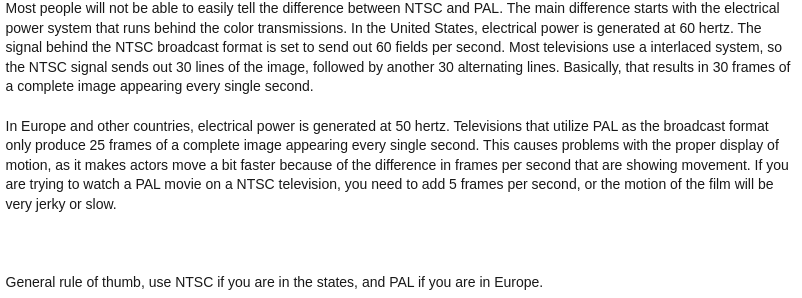 Most people will not be able to easily tell the difference between NTSC and PAL. The main difference starts with the electrical
power system that runs behind the color transmissions. In the United States, electrical power is generated at 60 hertz. The
signal behind the NTSC broadcast format is set to send out 60 fields per second. Most televisions use a interlaced system, so
the NTSC signal sends out 30 lines of the image, followed by another 30 alternating lines. Basically, that results in 30 frames of
a complete image appearing every single second.
In Europe and other countries, electrical power is generated at 50 hertz. Televisions that utilize PAL as the broadcast format
only produce 25 frames of a complete image appearing every single second. This causes problems with the proper display of
motion, as it makes actors move a bit faster because of the difference in frames per second that are showing movement. If you
are trying to watch a PAL movie on a NTSC television, you need to add 5 frames per second, or the motion of the film will be
very jerky or slow.
General rule of thumb, use NTSC if you are in the states, and PAL if you are in Europe.